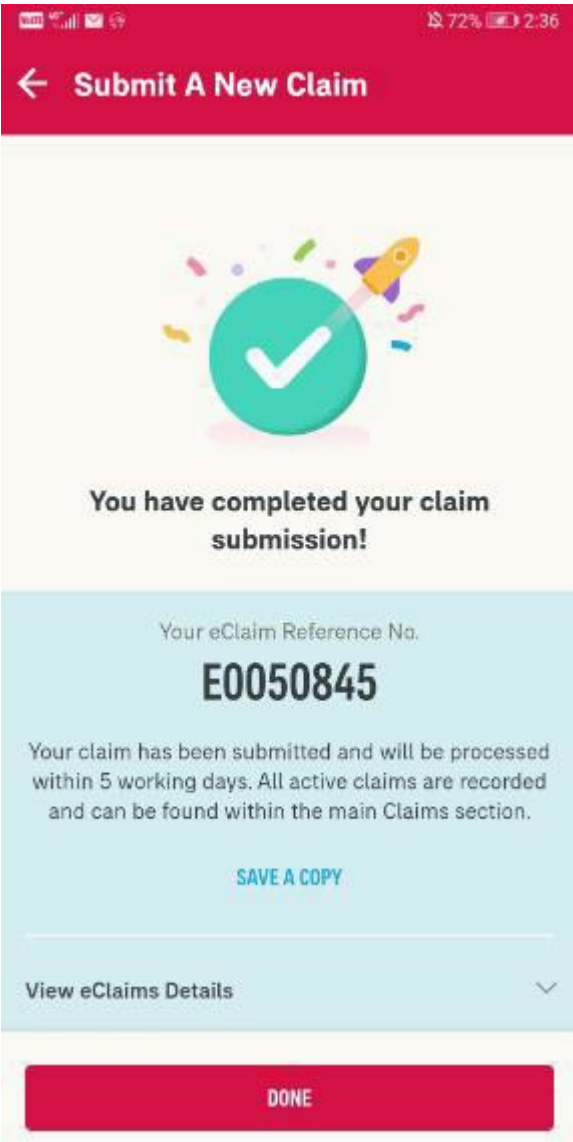 72% 2:36
Submit A New Claim
You have completed your claim
submission!
Your eClaim Reference No.
E0050845
Your claim has been submitted and will be processed
within 5 working days. All active claims are recorded
and can be found within the main Claims section.
SAVE A COPY
View eClaims Details
DONE